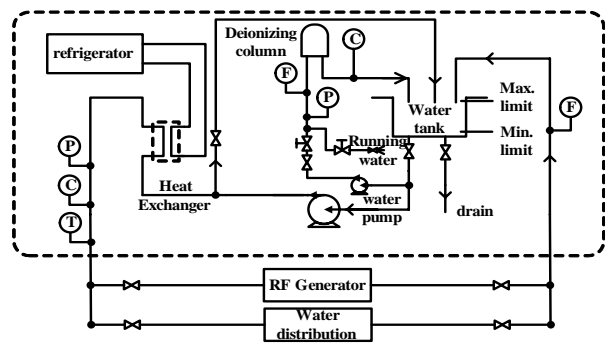 Deionizing
column
C
refrigerator
F
P
Max.
limit
Water
tank
F
Min.
limit
Running
water
P
Heat
Exchanger
water
pump
C
drain
T
RF Generator
Water
distribution